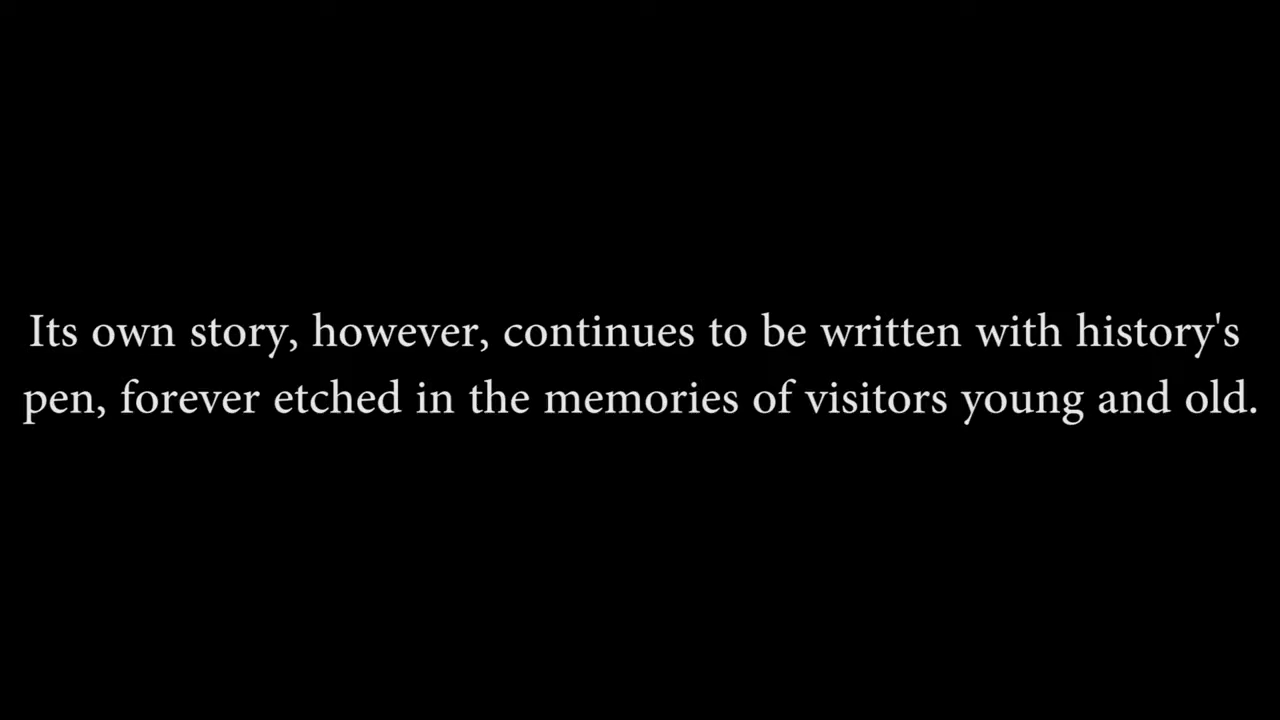 Its own story, however, continues to be written with history's
pen, forever etched in the memories of visitors young and old.